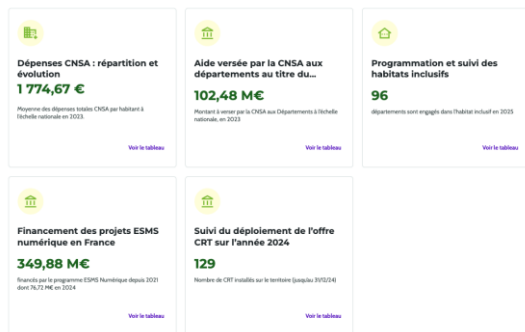 Dépenses CNSA : répartition et
évolution
1 774,67 €
Moyenne des dépenses totales CNSA par habitant à
l'échelle nationale en 2023.
Voir le tableau
Aide versée par la CNSA aux
départements au titre du...
102,48 M€
Montant à verser par la CNSA aux Départements à l'échelle
nationale, en 2023
Voir le tableau
Programmation et suivi des
habitats inclusifs
96
départements sont engagés dans l'habitat inclusif en 2025
Voir le tableau
Financement des projets ESMS
numérique en France
349,88 M€
financés par le programme ESMS Numérique depuis 2021
dont 76,72 M€ en 2024
Voir le tableau
Suivi du déploiement de l'offre
CRT sur l'année 2024
129
Nombre de CRT installés sur le territoire (jusqu'au 31/12/24)
Voir le tableau